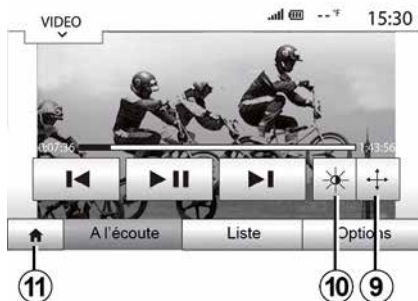 VIDEO
-- °F
15:30
0:07:36
1:43:56
A l'écoute
Liste
Options
11
10
9